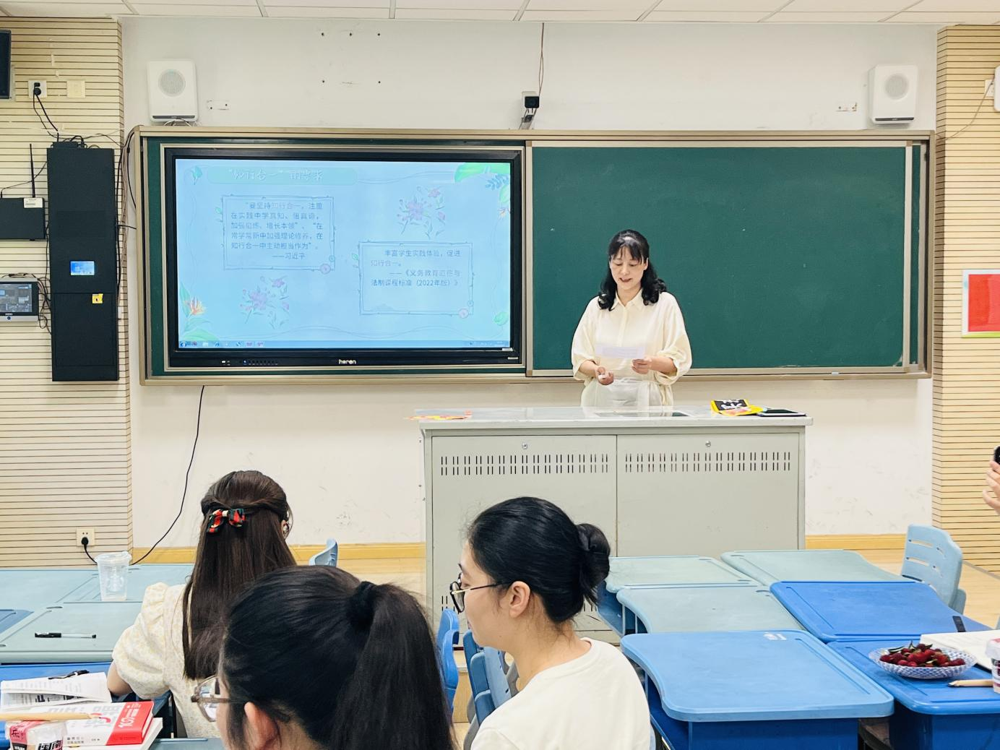 “知行合一”的要求
“要坚持知行合一，注重
在实践中学真知、悟真谛，
加强磨炼、增长本领”、“在
常学常新中加强理论修养，在
知行合一中主动担当作为”。
——习近平
丰富学生实践体验，促进
知行合一。
——《义务教育道德与
法制课程标准（2022年版）》
heren